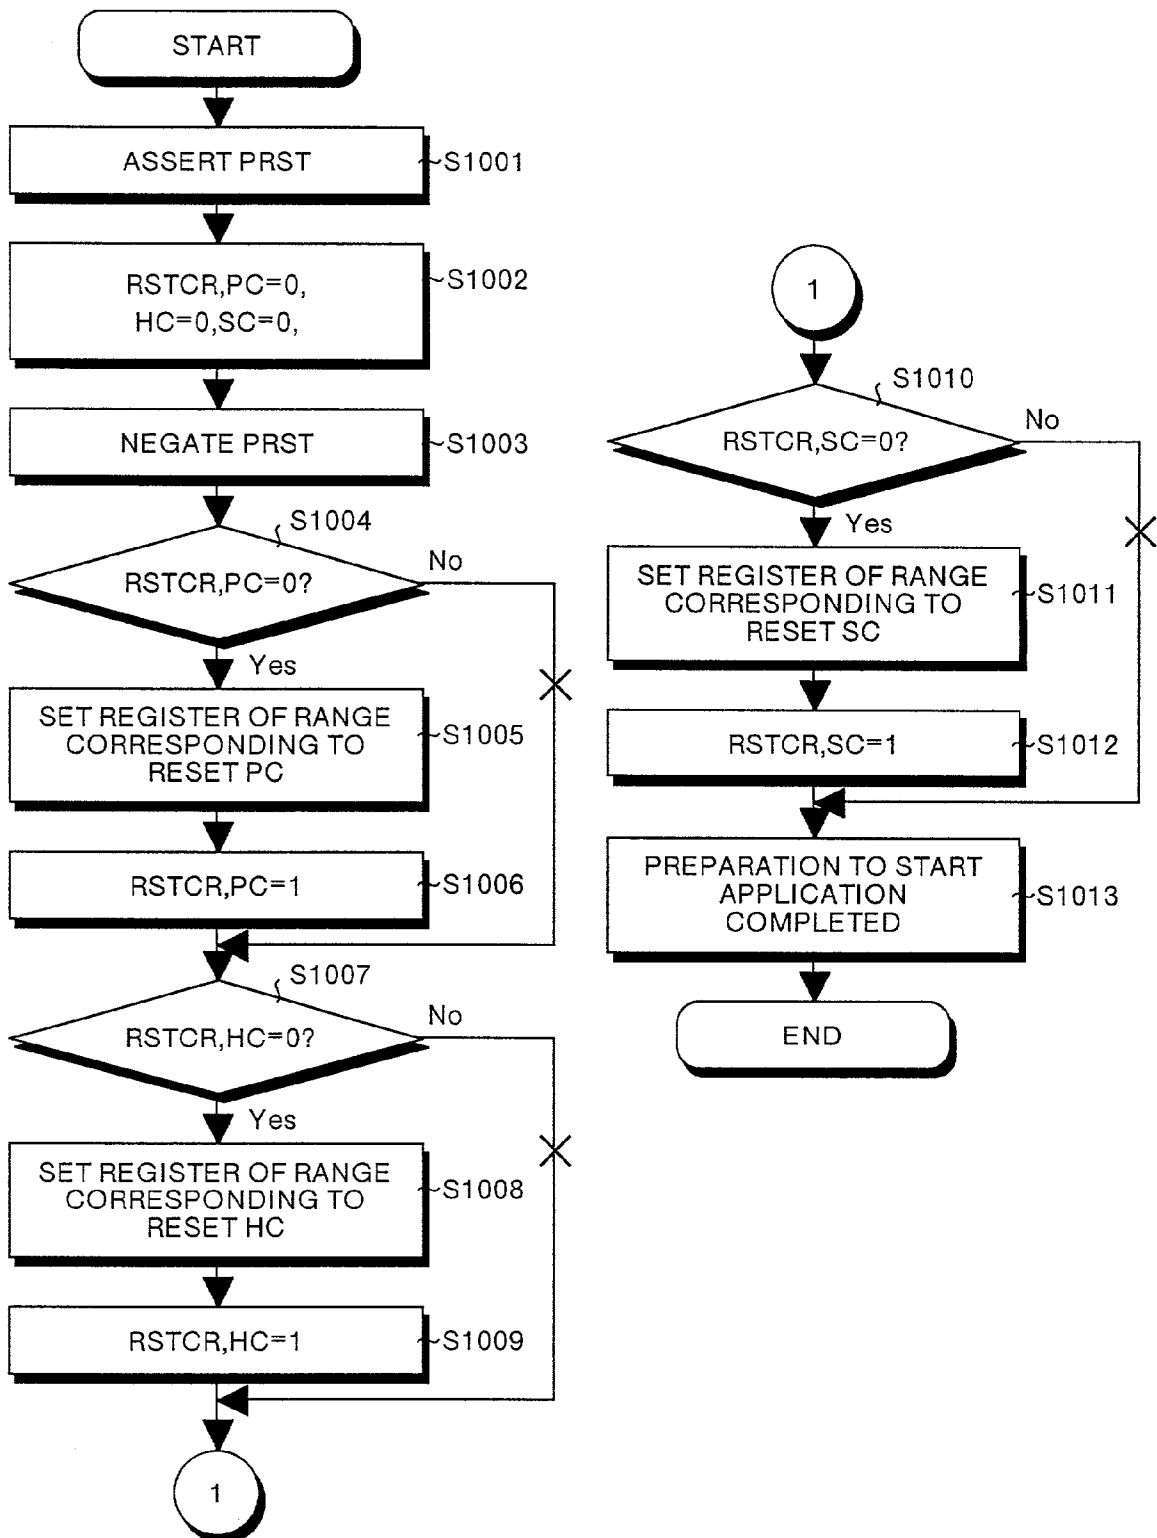 START
ASSERT PRST
S1001
RSTCR,PC=0,
HC=0,SC=0,
S1002
NEGATE PRST
S1003
S1004
RSTCR,PC=0?
No
Yes
SET REGISTER OF RANGE
CORRESPONDING TO
RESET PC
S1005
RSTCR,PC=1
S1006
S1007
RSTCR,HC=0?
No
Yes
SET REGISTER OF RANGE
CORRESPONDING TO
RESET HC
S1008
RSTCR,HC=1
S1009
1
1
S1010
RSTCR,SC=0?
No
Yes
SET REGISTER OF RANGE
CORRESPONDING TO
RESET SC
S1011
RSTCR,SC=1
S1012
PREPARATION TO START
APPLICATION
COMPLETED
S1013
END